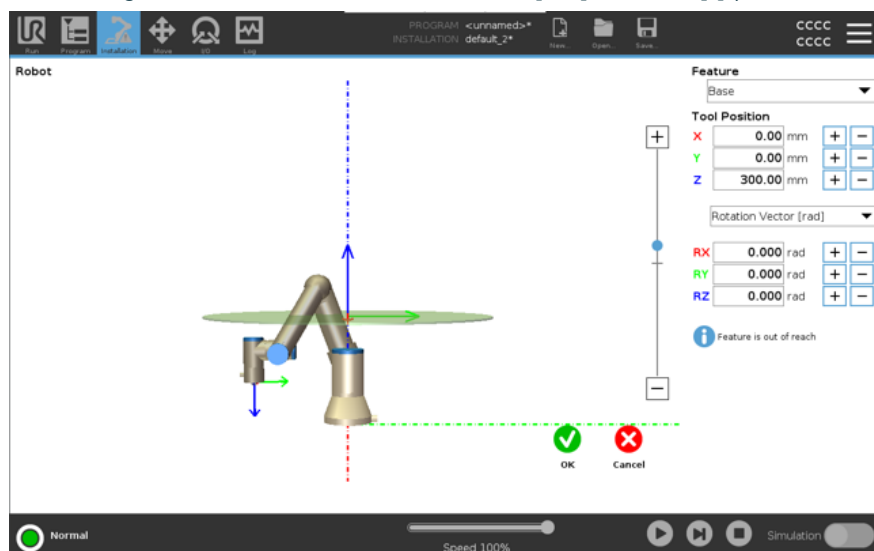 PROGRAM <unnamed>*
INSTALLATION default_2*
Run Program Installation Move I/O Log
New... Open... Save...
CCCC
CCCC
Robot
Feature
Base
Tool Position
X 0.00 mm + −
Y 0.00 mm + −
Z 300.00 mm + −
Rotation Vector [rad]
RX 0.000 rad + −
RY 0.000 rad + −
RZ 0.000 rad + −
Feature is out of reach
OK Cancel
Normal
Speed 100%
Simulation